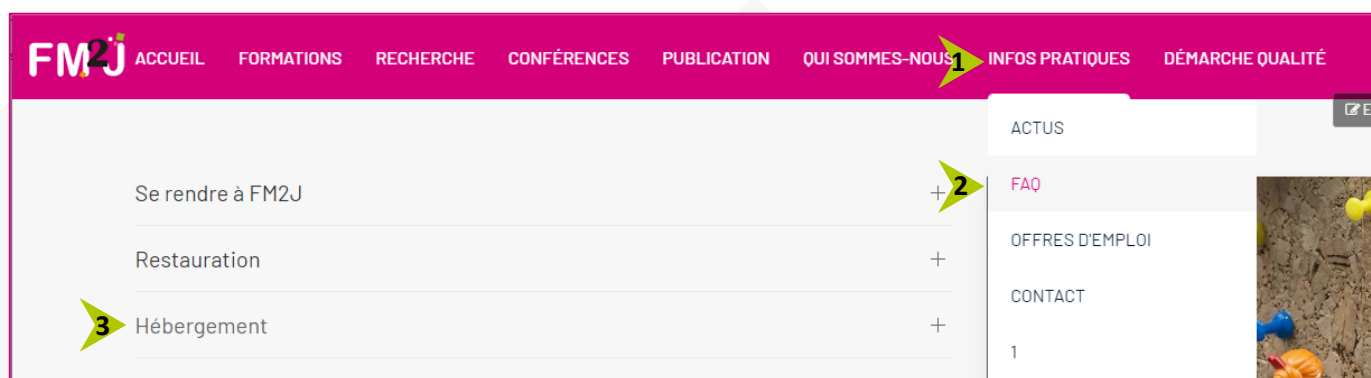 FM2J ACCUEIL FORMATIONS RECHERCHE CONFÉRENCES PUBLICATION QUI SOMMES-NOUS 1 INFOS PRATIQUES DÉMARCHE QUALITÉ
ACTUS
E
Se rendre à FM2J
2 FAQ
Restauration
OFFRES D'EMPLOI
3 Hébergement
CONTACT
1